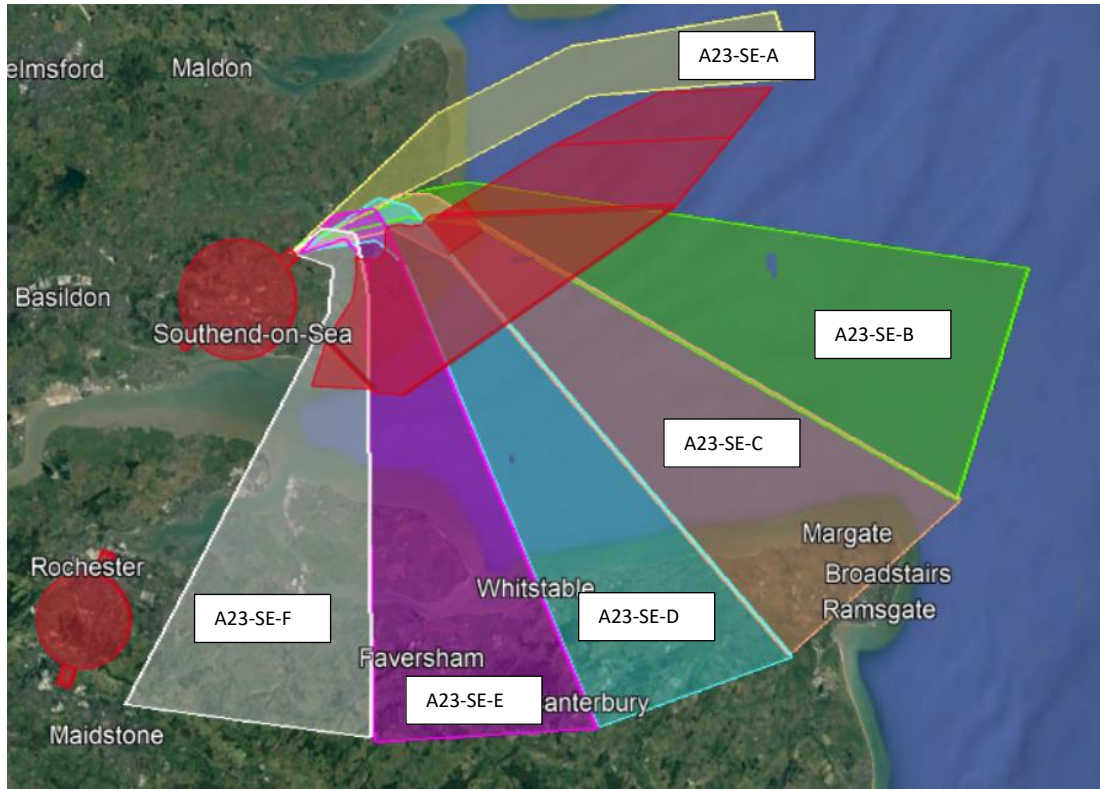 elmsford
Maldon
A23-SE-A
Basildon
Southend-on-Sea
A23-SE-B
A23-SE-C
Margate
Rochester
Broadstairs
Whitstable
Ramsgate
A23-SE-F
A23-SE-D
Faversham
A23-SE-E
anterbury
Maidstone